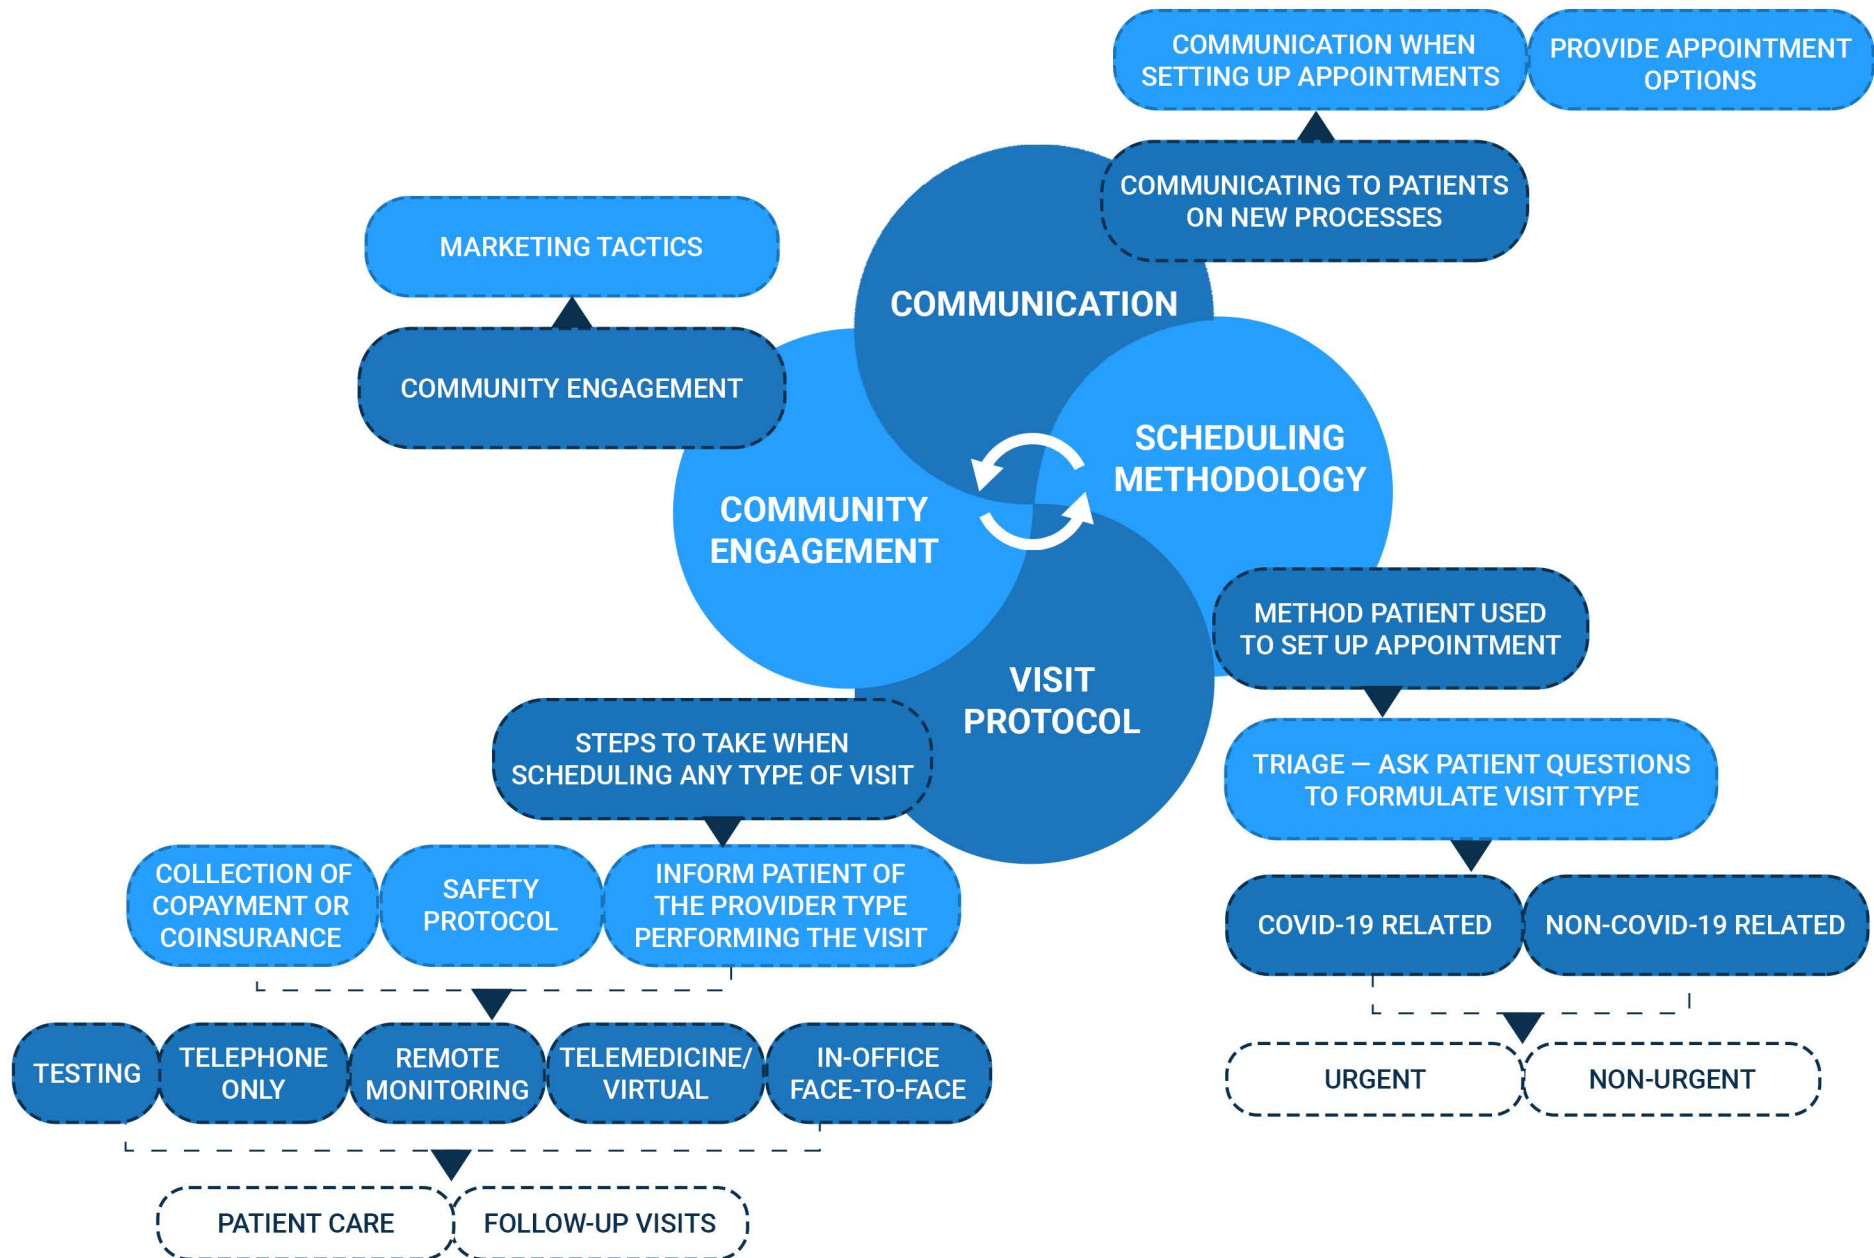 COMMUNICATION WHEN
SETTING UP APPOINTMENTS
PROVIDE APPOINTMENT
OPTIONS
COMMUNICATING TO PATIENTS
ON NEW PROCESSES
MARKETING TACTICS
COMMUNITY ENGAGEMENT
COMMUNICATION
SCHEDULING
METHODOLOGY
COMMUNITY
ENGAGEMENT
VISIT
PROTOCOL
METHOD PATIENT USED
TO SET UP APPOINTMENT
TRIAGE — ASK PATIENT QUESTIONS
TO FORMULATE VISIT TYPE
COVID-19 RELATED
NON-COVID-19 RELATED
URGENT
NON-URGENT
STEPS TO TAKE WHEN
SCHEDULING ANY TYPE OF VISIT
COLLECTION OF
COPAYMENT OR
COINSURANCE
SAFETY
PROTOCOL
INFORM PATIENT OF
THE PROVIDER TYPE
PERFORMING THE VISIT
TESTING
TELEPHONE
ONLY
REMOTE
MONITORING
TELEMEDICINE/
VIRTUAL
IN-OFFICE
FACE-TO-FACE
PATIENT CARE
FOLLOW-UP VISITS